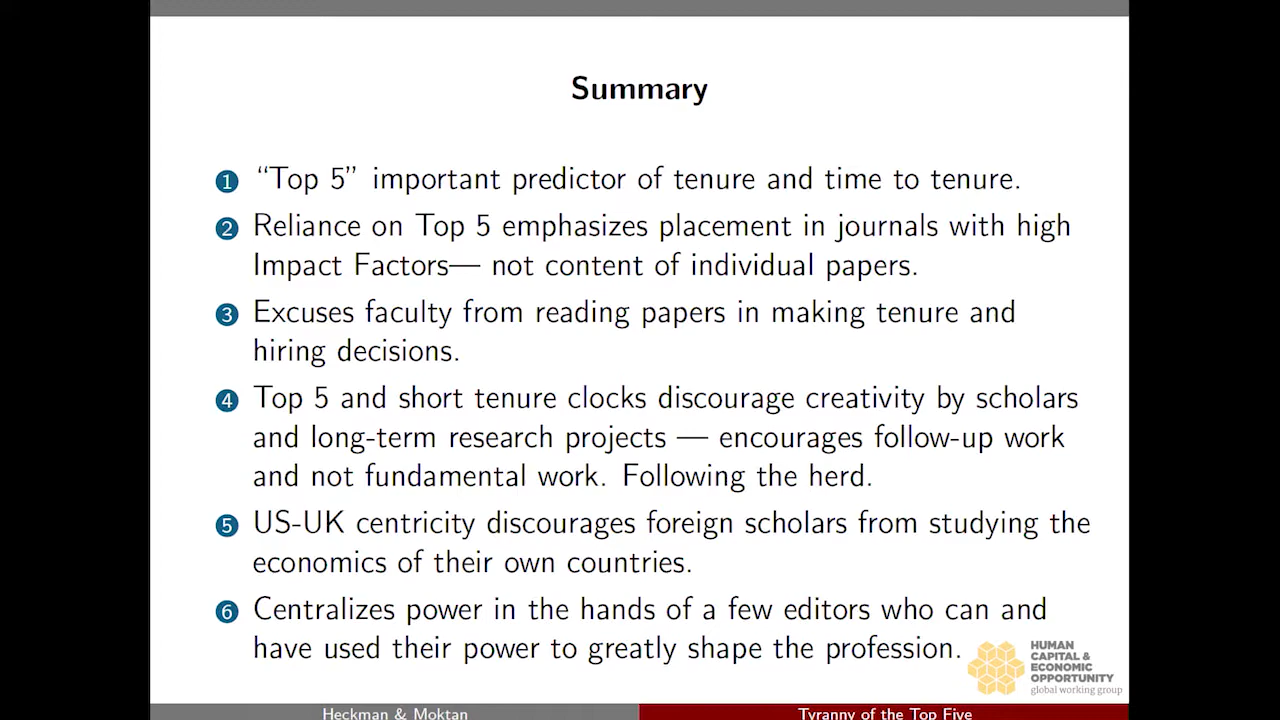 Summary
1 “Top 5” important predictor of tenure and time to tenure.
2 Reliance on Top 5 emphasizes placement in journals with high
Impact Factors— not content of individual papers.
3 Excuses faculty from reading papers in making tenure and
hiring decisions.
4 Top 5 and short tenure clocks discourage creativity by scholars
and long-term research projects — encourages follow-up work
and not fundamental work. Following the herd.
5 US-UK centricity discourages foreign scholars from studying the
economics of their own countries.
6 Centralizes power in the hands of a few editors who can and
have used their power to greatly shape the profession.
HUMAN
CAPITAL &
ECONOMIC
OPPORTUNITY
global working group
Heckman & Moktan
Tyranny of the Top Five